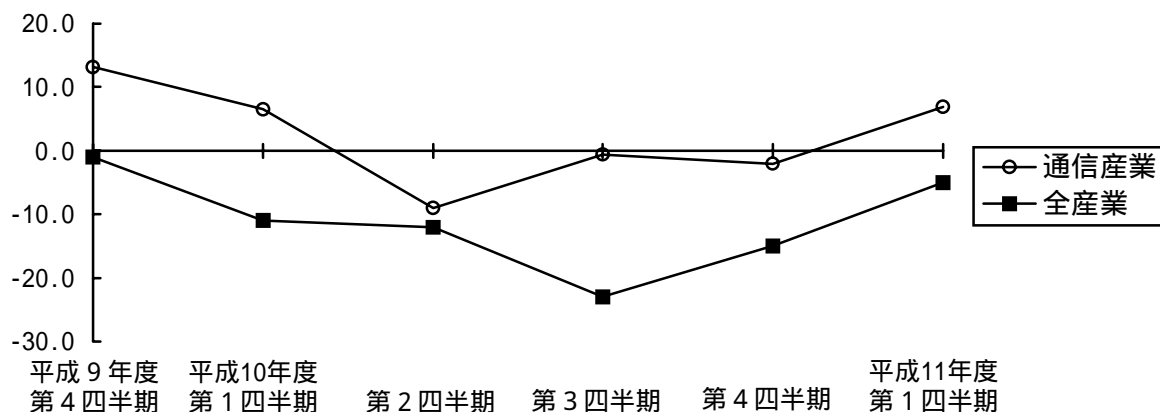 20.0
10.0
0.0
-10.0
-20.0
-30.0
通信産業
全産業
平成９年度
第４四半期
平成10年度
第１四半期
第２四半期
第３四半期
第４四半期
平成11年度
第１四半期